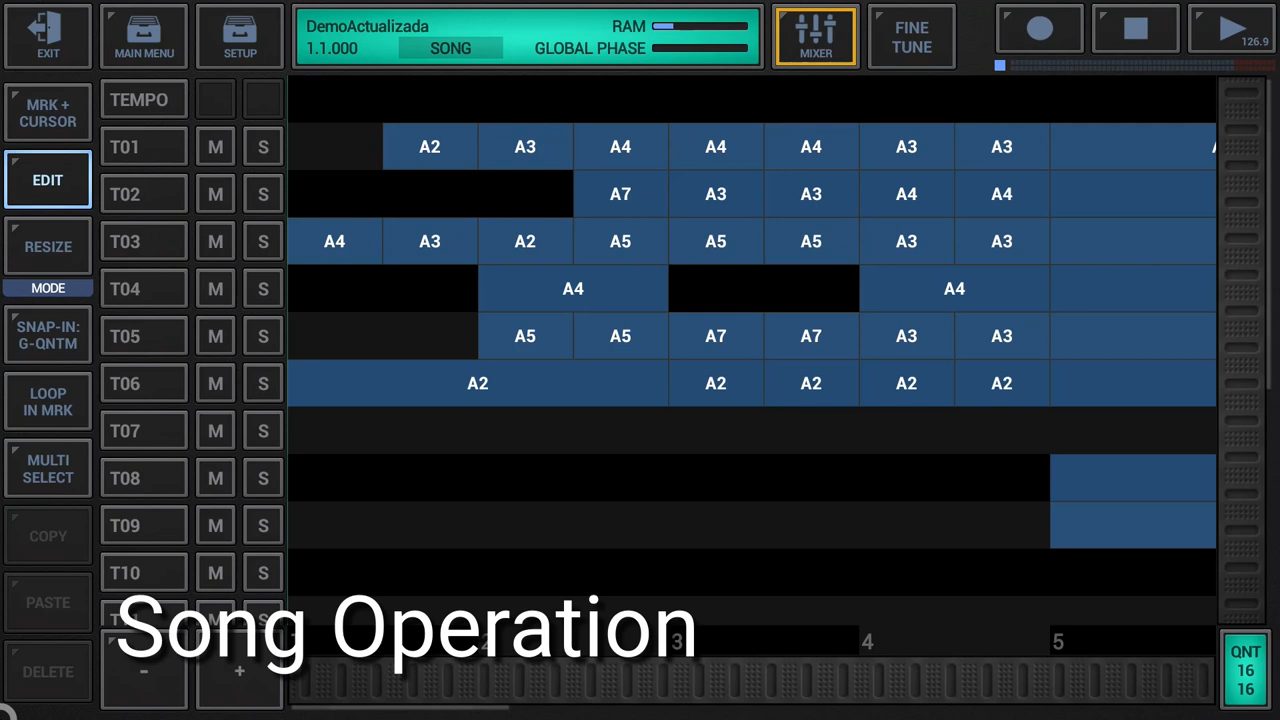 EXIT
MAIN MENU
SETUP
DemoActualizada
RAM
1.1.000
SONG
GLOBAL PHASE
MIXER
FINE
TUNE
126.9
MRK +
CURSOR
TEMPO
T01 M S A2 A3 A4 A4 A4 A3 A3
EDIT
T02 M S A7 A3 A3 A4 A4
RESIZE
T03 M S A4 A3 A2 A5 A5 A5 A3 A3
MODE
T04 M S A4 A4
SNAP-IN:
G-QNTM
T05 M S A5 A5 A7 A7 A3 A3
LOOP
IN MRK
T06 M S A2 A2 A2 A2 A2
T07 M S
MULTI
SELECT
T08 M S
COPY
T09 M S
PASTE
T10 M S
Song Operation
3 4 5
DELETE
- +
QNT
16
16